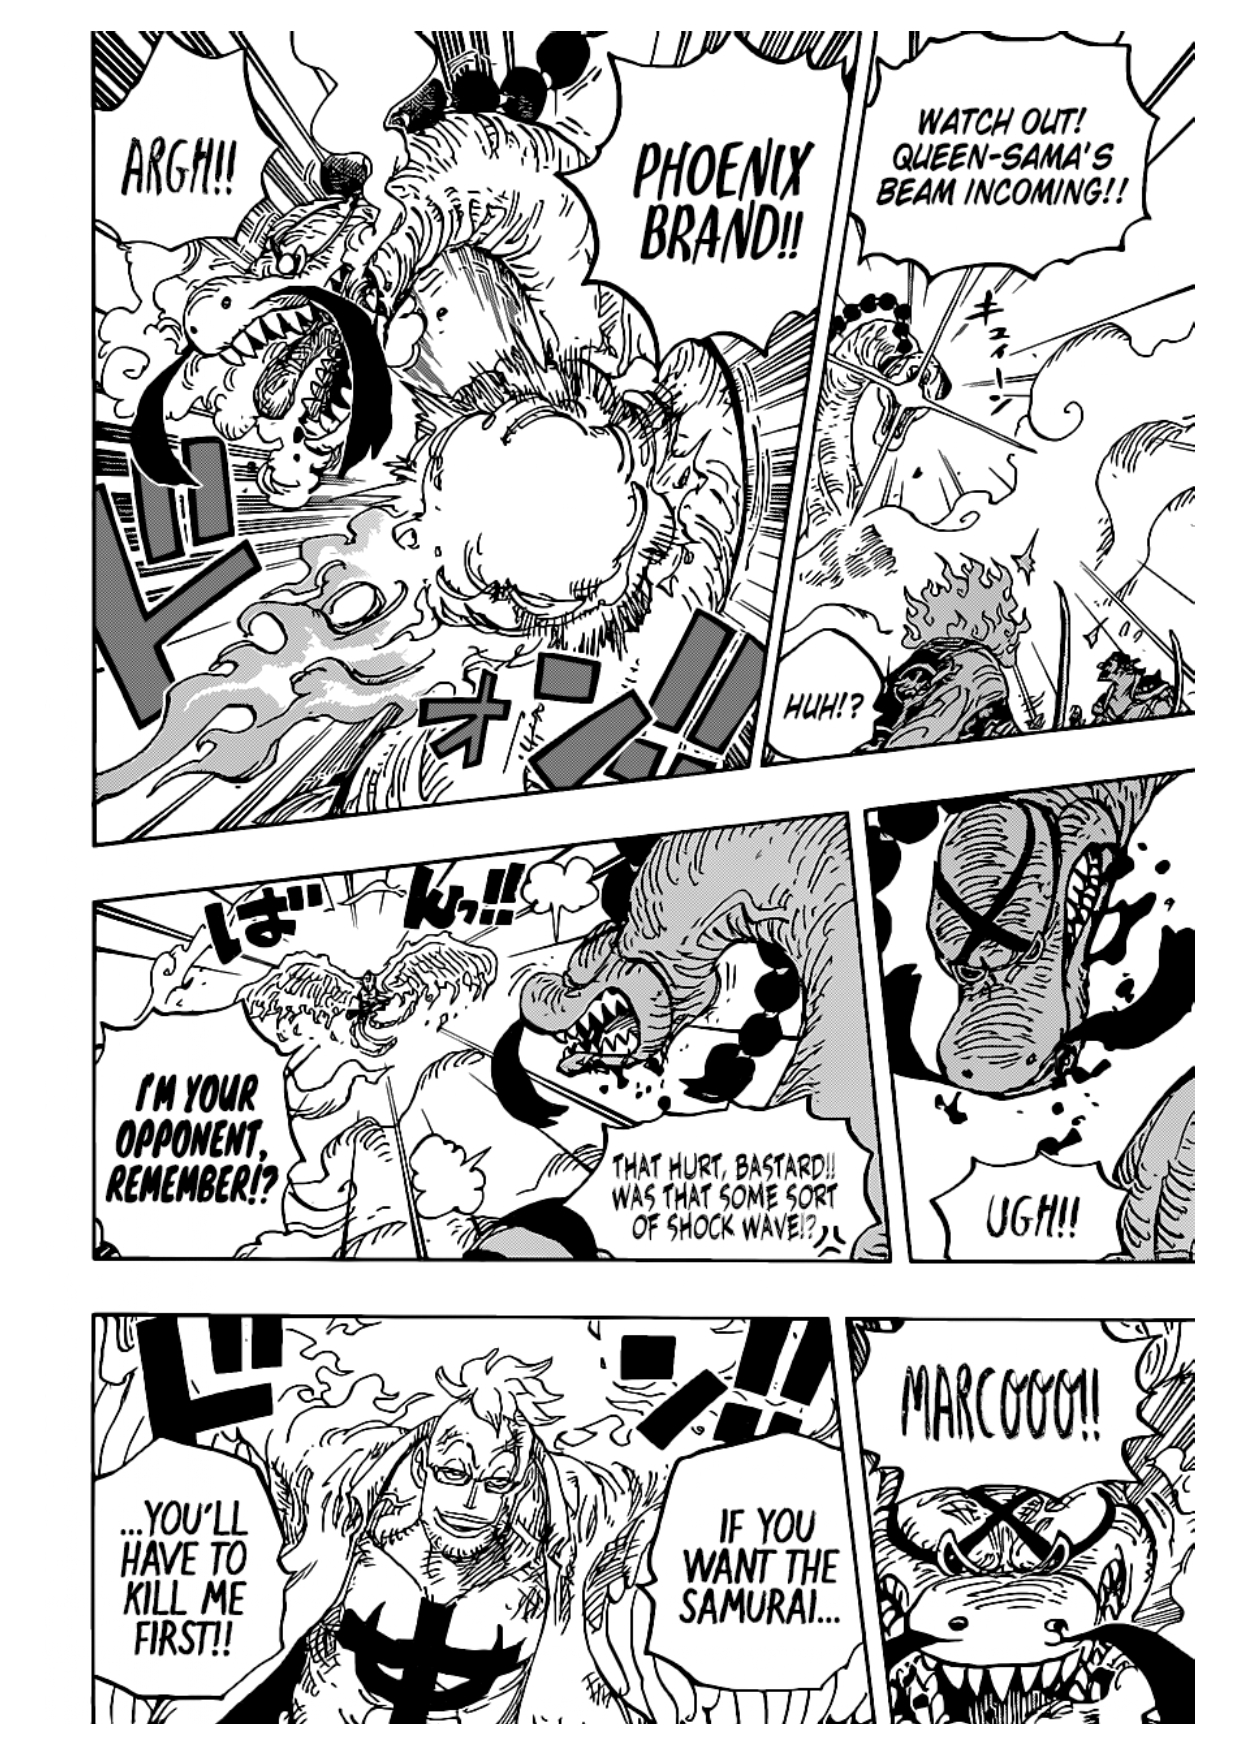 WATCH OUT!
QUEEN-SAMA'S
BEAM INCOMING!!
キュイーン
HUH!?
PHOENIX
BRAND!!
ARGH!!
ドォン!!
UGH!!
THAT HURT, BASTARD!!
WAS THAT SOME SORT
OF SHOCK WAVE!?
ばんっ!!
I'M YOUR
OPPONENT,
REMEMBER!?
MARCOOO!!
IF YOU
WANT THE
SAMURAI...
ドン!!
...YOU'LL
HAVE TO
KILL ME
FIRST!!